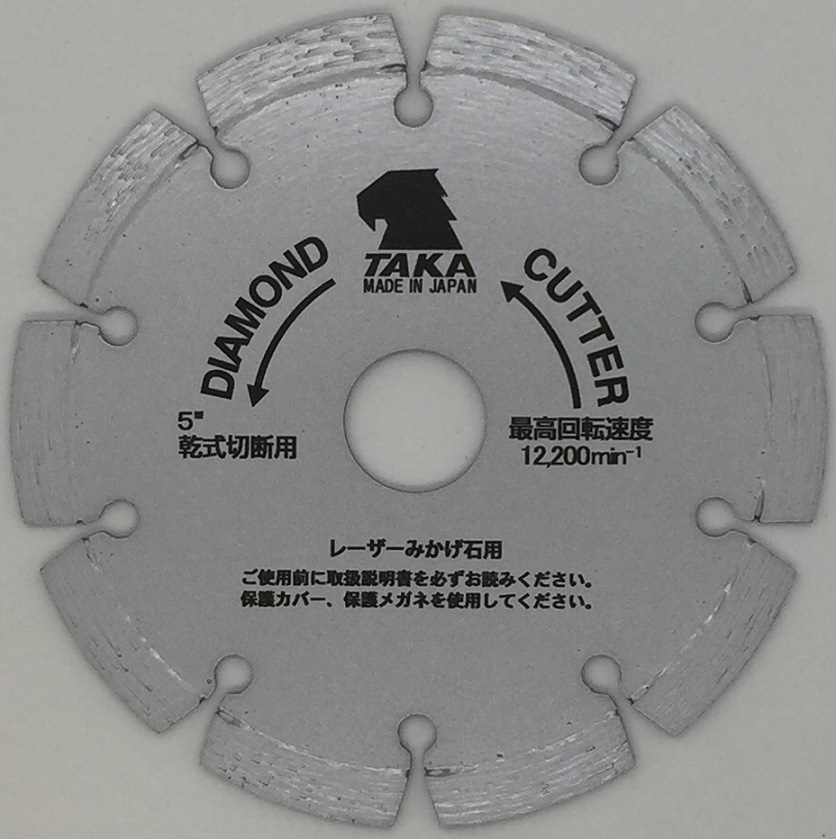 TAKA
MADE IN JAPAN
DIAMOND
CUTTER
5"
乾式切断用
最高回転速度
12,200min⁻¹
レーザーみかげ石用
ご使用前に取扱説明書を必ずお読みください。
保護カバー、保護メガネを使用してください。